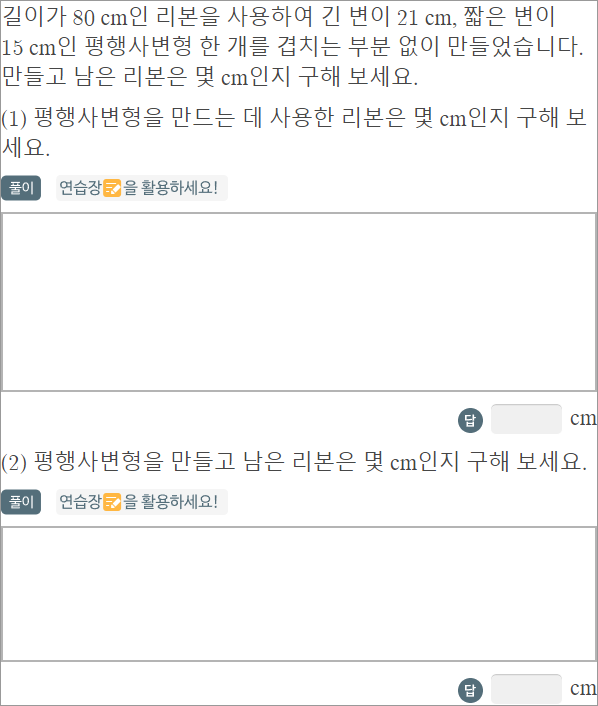 길이가 80 cm인 리본을 사용하여 긴 변이 21 cm, 짧은 변이
15 cm인 평행사변형 한 개를 겹치는 부분 없이 만들었습니다.
만들고 남은 리본은 몇 cm인지 구해 보세요.
(1) 평행사변형을 만드는 데 사용한 리본은 몇 cm인지 구해 보
세요.
풀이 연습장을 활용하세요!
답 cm
(2) 평행사변형을 만들고 남은 리본은 몇 cm인지 구해 보세요.
풀이 연습장을 활용하세요!
답 cm